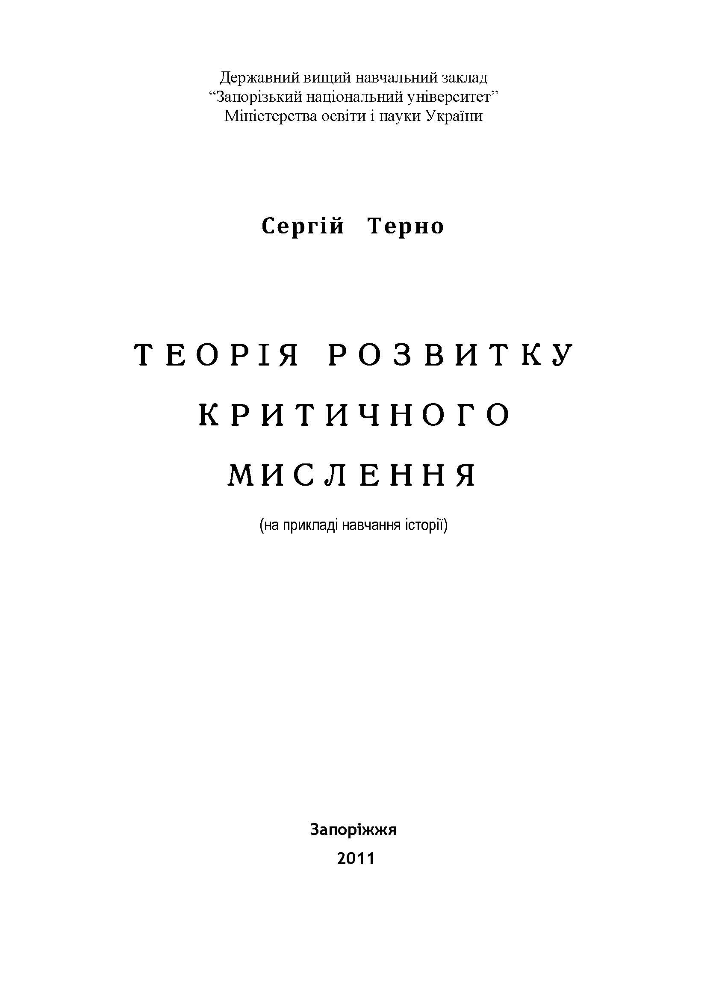 Державний вищий навчальний заклад
“Запорізький національний університет”
Міністерства освіти і науки України
Сергій Терно
ТЕОРІЯ РОЗВИТКУ
КРИТИЧНОГО
МИСЛЕННЯ
(на прикладі навчання історії)
Запоріжжя
2011